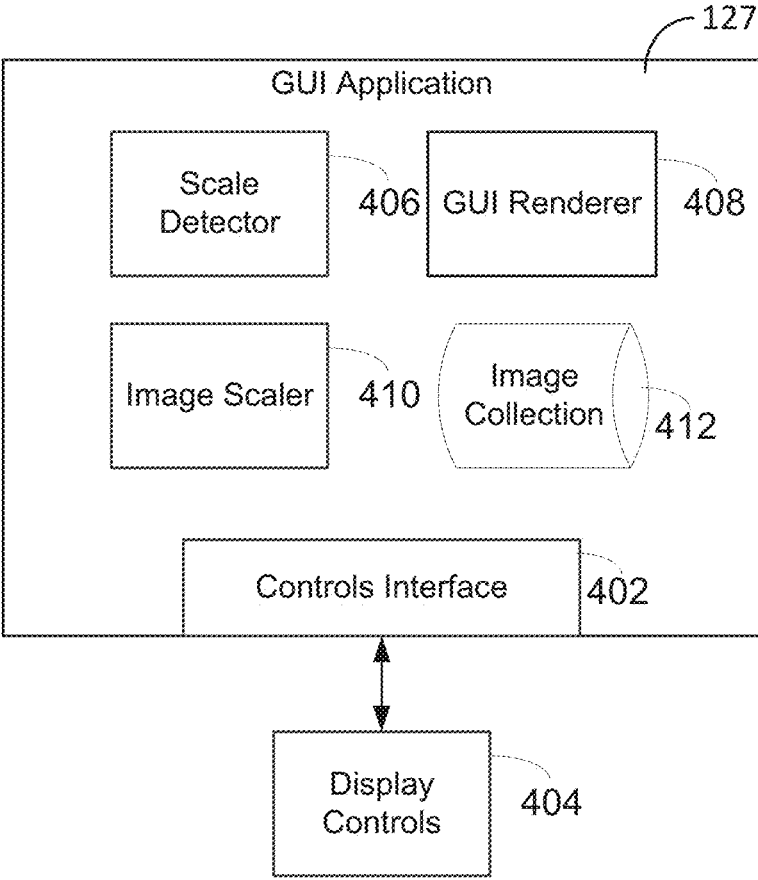 127
GUI Application
Scale
Detector
406
GUI Renderer
408
Image Scaler
410
Image
Collection
412
Controls Interface
402
Display
Controls
404